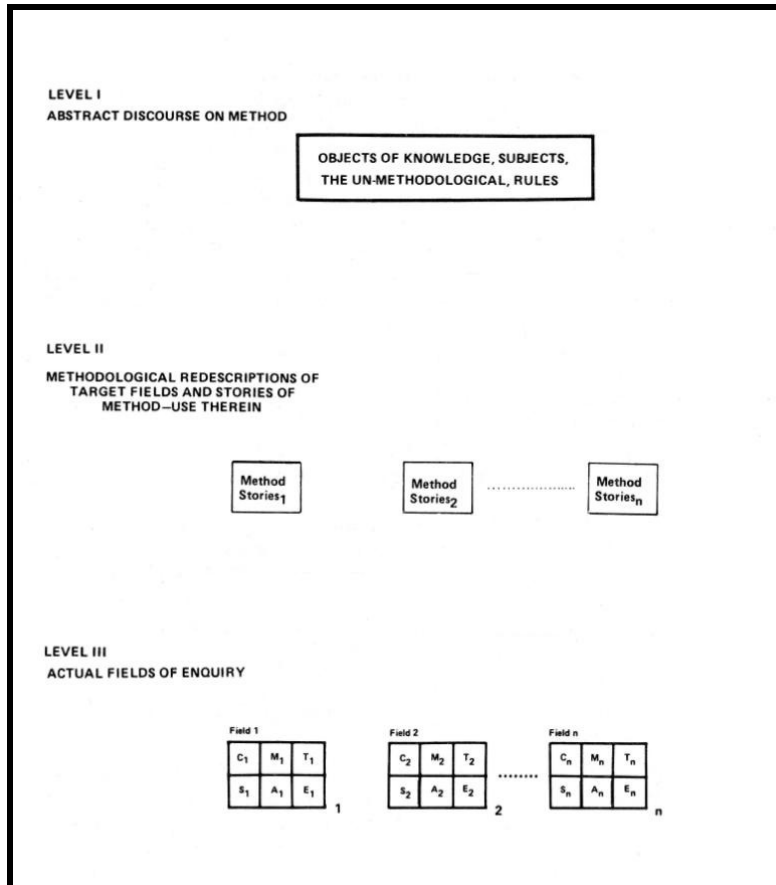 LEVEL I
ABSTRACT DISCOURSE ON METHOD
OBJECTS OF KNOWLEDGE, SUBJECTS,
THE UN-METHODOLOGICAL, RULES
LEVEL II
METHODOLOGICAL REDESCRIPTIONS OF
TARGET FIELDS AND STORIES OF
METHOD—USE THEREIN
Method
Stories₁
Method
Stories₂
Method
Storiesₙ
LEVEL III
ACTUAL FIELDS OF ENQUIRY
Field 1
C₁ M₁ T₁
S₁ A₁ E₁
1
Field 2
C₂ M₂ T₂
S₂ A₂ E₂
2
Field n
Cₙ Mₙ Tₙ
Sₙ Aₙ Eₙ
n